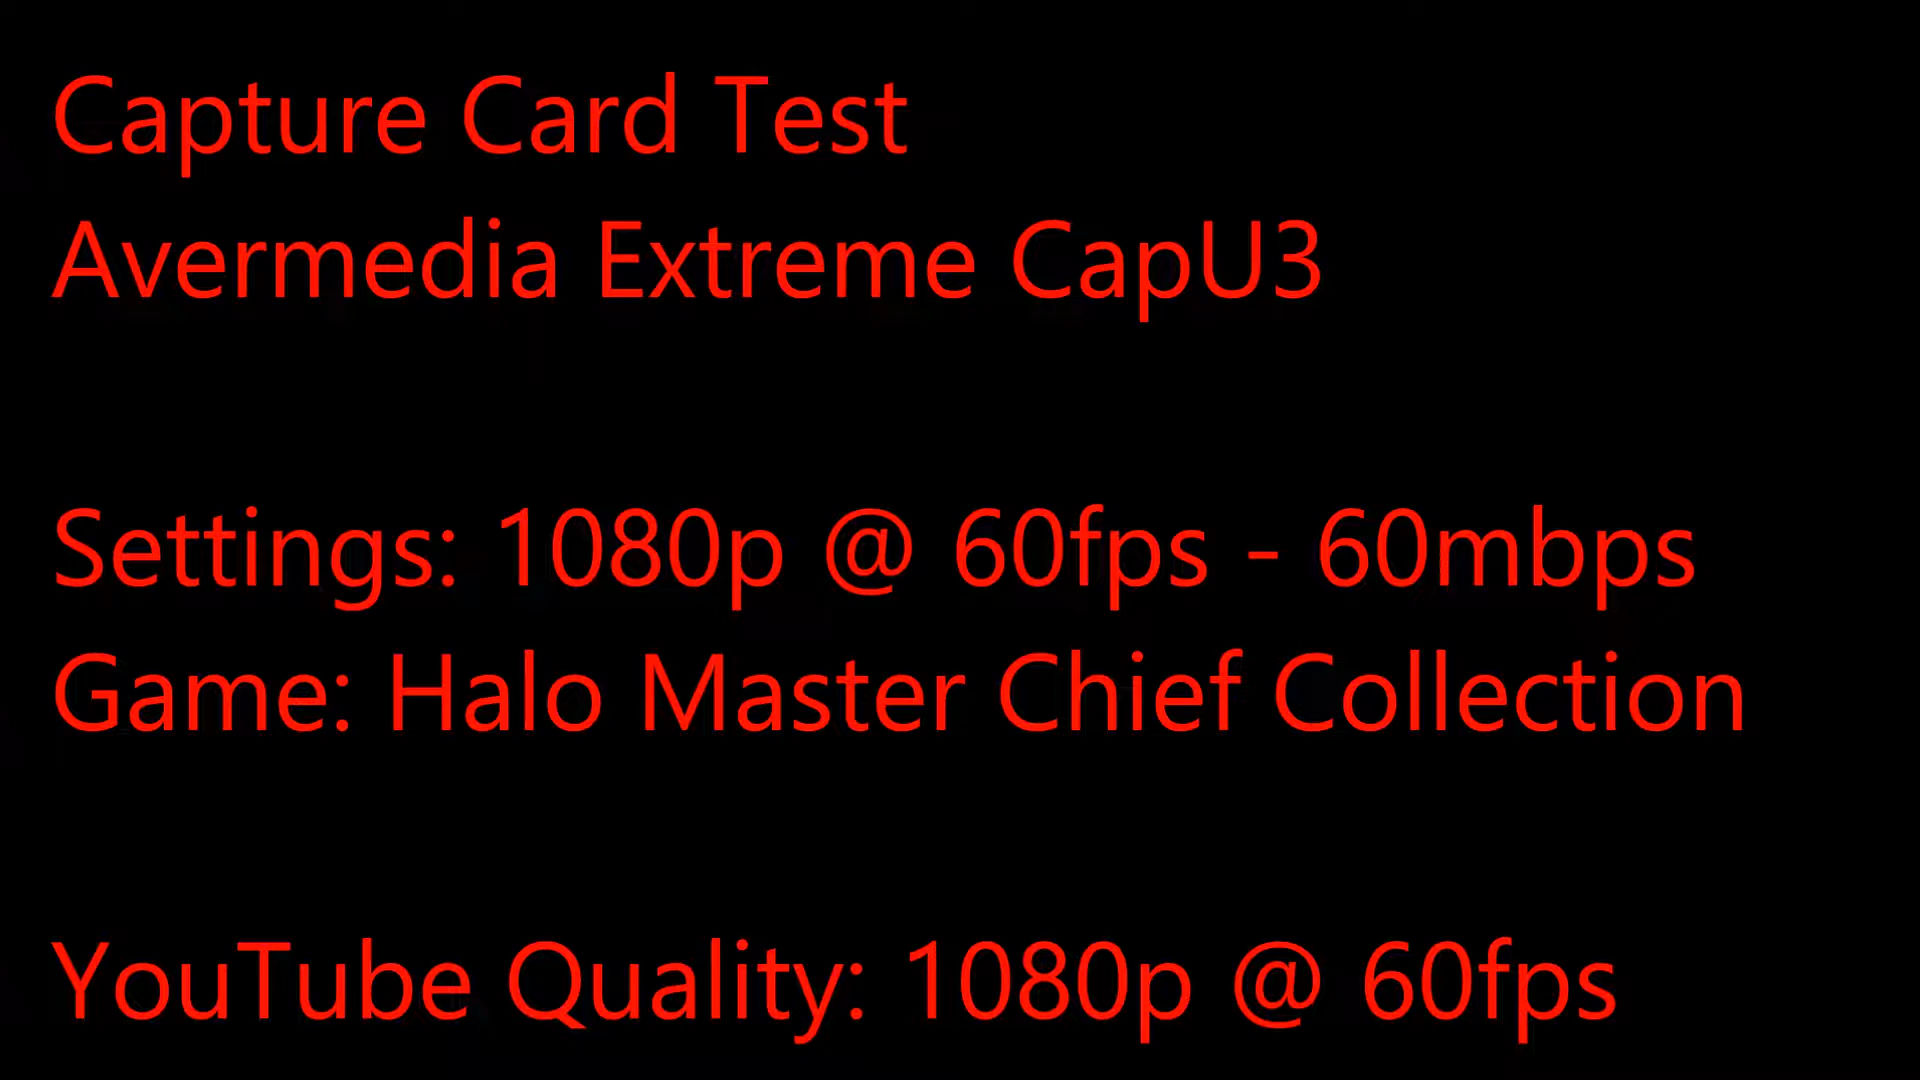 Capture Card Test
Avermedia Extreme CapU3
Settings: 1080p @ 60fps - 60mbps
Game: Halo Master Chief Collection
YouTube Quality: 1080p @ 60fps